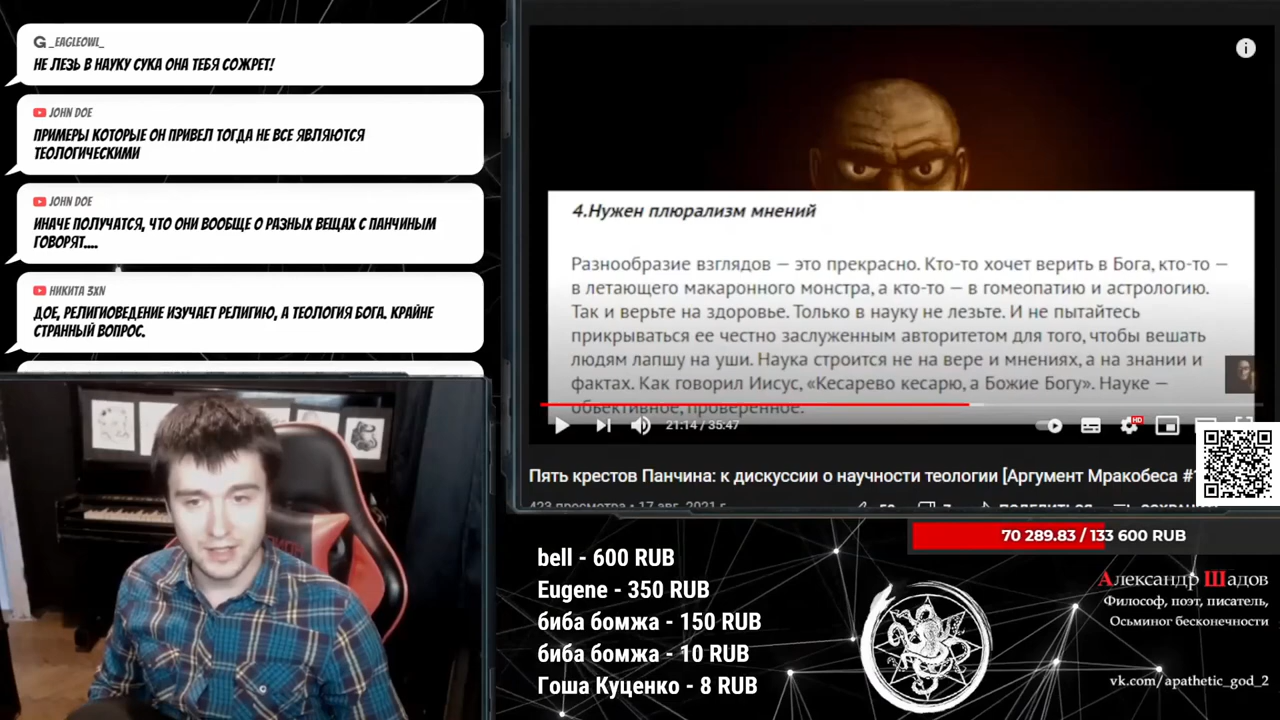 _EAGLEOWL_
НЕ ЛЕЗЬ В НАУКУ СУКА ОНА ТЕБЯ СОЖРЕТ!
JOHN DOE
ПРИМЕРЫ КОТОРЫЕ ОН ПРИВЕЛ ТОГДА НЕ ВСЕ ЯВЛЯЮТСЯ
ТЕОЛОГИЧЕСКИМИ
JOHN DOE
ИНАЧЕ ПОЛУЧАТСЯ, ЧТО ОНИ ВООБЩЕ О РАЗНЫХ ВЕЩАХ С ПАНЧИНЫМ
ГОВОРЯТ....
НИКИТА ЗХN
ДОЕ, РЕЛИГИОВЕДЕНИЕ ИЗУЧАЕТ РЕЛИГИЮ, А ТЕОЛОГИЯ БОГА. КРАЙНЕ
СТРАННЫЙ ВОПРОС.
4.Нужен плюрализм мнений
Разнообразие взглядов — это прекрасно. Кто-то хочет верить в Бога, кто-то —
в летающего макаронного монстра, а кто-то — в гомеопатию и астрологию.
Так и верьте на здоровье. Только в науку не лезьте. И не пытайтесь
прикрываться ее честно заслуженным авторитетом для того, чтобы вешать
людям лапшу на уши. Наука строится не на вере и мнениях, а на знании и
фактах. Как говорил Иисус, «Кесарево кесарю, а Божие Богу». Науке —
объективное, проверенное.
21:14 / 35:47
HD
Пять крестов Панчина: к дискуссии о научности теологии [Аргумент Мракобеса #
423 просмотра • 17 авг. 2021 г.
ПОДЕЛИТЬСЯ
70 289.83 / 133 600 RUB
bell - 600 RUB
Eugene - 350 RUB
биба бомжа - 150 RUB
биба бомжа - 10 RUB
Гоша Куценко - 8 RUB
Александр Шадов
Философ, поэт, писатель,
Осьминог бесконечности
vk.com/apathetic_god_2